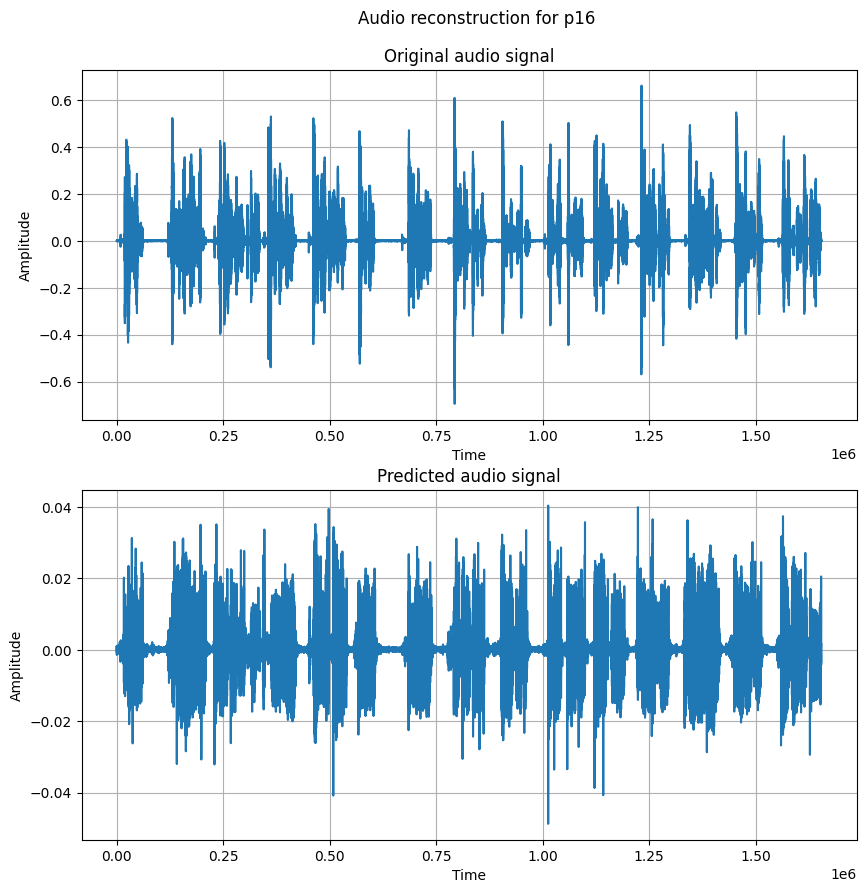 Audio reconstruction for p16
Original audio signal
Amplitude
0.6
0.4
0.2
0.0
−0.2
−0.4
−0.6
0.00 0.25 0.50 0.75 1.00 1.25 1.50
Time
1e6
Predicted audio signal
Amplitude
0.04
0.02
0.00
−0.02
−0.04
0.00 0.25 0.50 0.75 1.00 1.25 1.50
Time
1e6